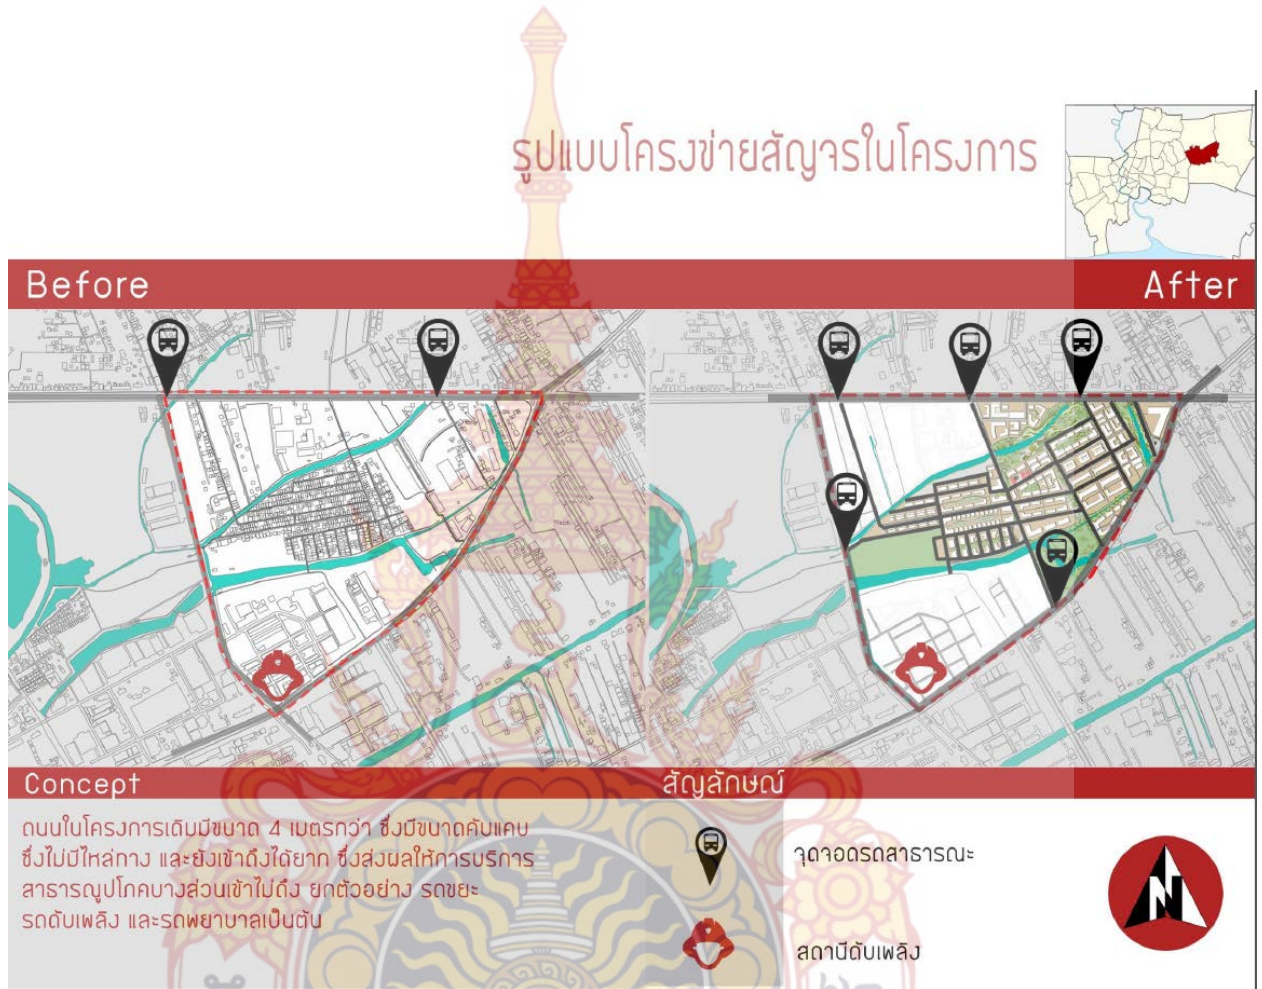 รูปแบบโครงข่ายสัญจรในโครงการ
Before
After
Concept
ถนนในโครงการเดิมมีขนาด 4 เมตรกว่า ซึ่งมีขนาดคับแคบ
ซึ่งไม่มีไหล่ทาง และยังเข้าถึงได้ยาก ซึ่งส่งผลให้การบริการ
สาธารณูปโภคบางส่วนเข้าไม่ถึง ยกตัวอย่าง รถขยะ
รถดับเพลิง และรถพยาบาลเป็นต้น
สัญลักษณ์
จุดจอดรถสาธารณะ
สถานีดับเพลิง
N